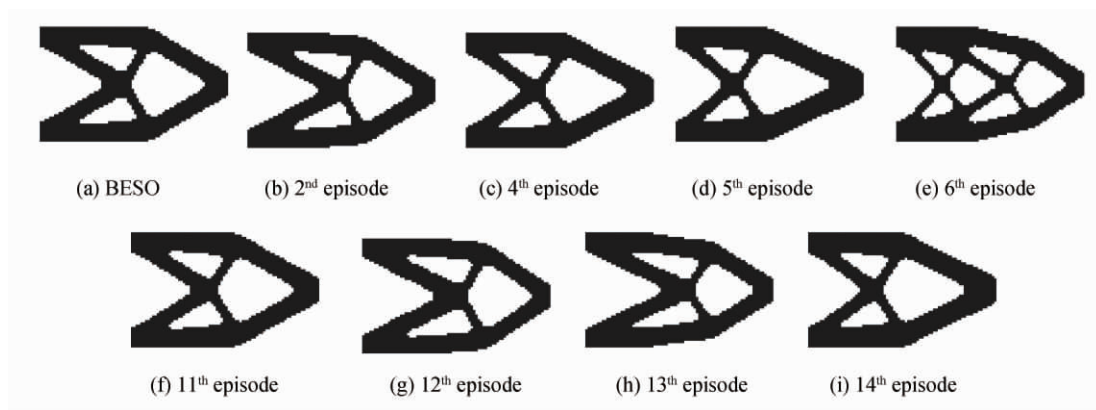 (a) BESO
(b) 2nd episode
(c) 4th episode
(d) 5th episode
(e) 6th episode
(f) 11th episode
(g) 12th episode
(h) 13th episode
(i) 14th episode